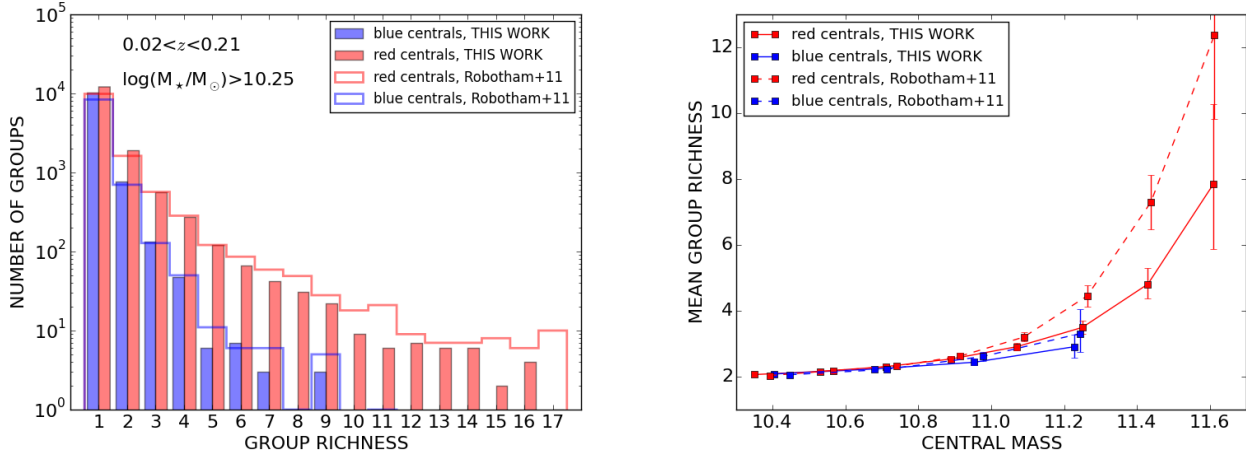 0.02<z<0.21
log(M⋆/M⊙)>10.25
blue centrals, THIS WORK
red centrals, THIS WORK
red centrals, Robotham+11
blue centrals, Robotham+11
NUMBER OF GROUPS
10^5
10^4
10^3
10^2
10^1
10^0
1 2 3 4 5 6 7 8 9 10 11 12 13 14 15 16 17
GROUP RICHNESS
red centrals, THIS WORK
blue centrals, THIS WORK
red centrals, Robotham+11
blue centrals, Robotham+11
MEAN GROUP RICHNESS
12
10
8
6
4
2
10.4 10.6 10.8 11.0 11.2 11.4 11.6
CENTRAL MASS